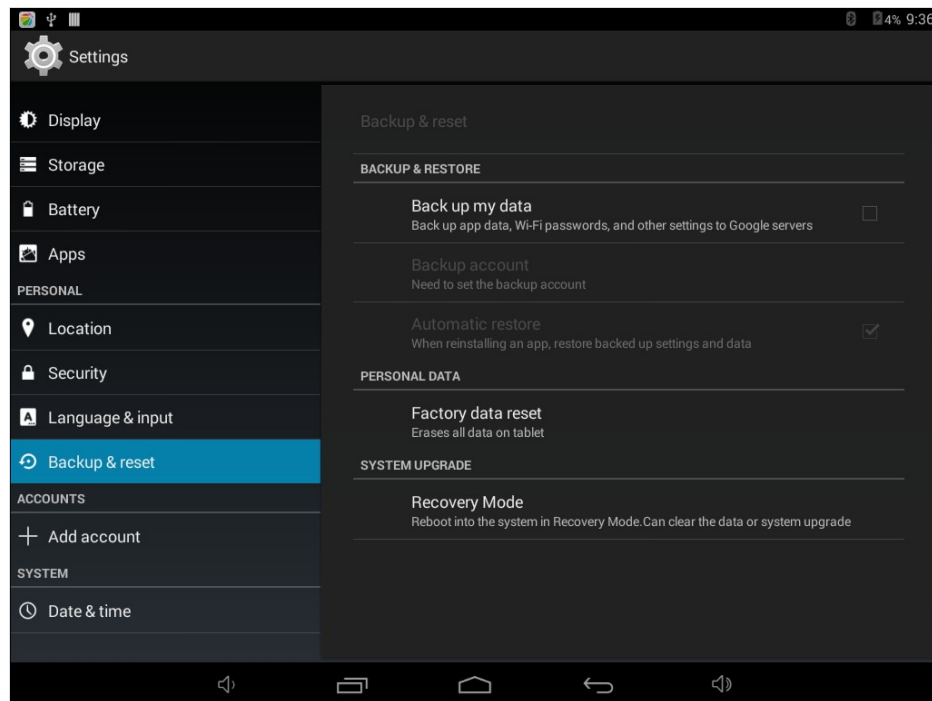 4% 9:36
Settings
Display
Storage
Battery
Apps
PERSONAL
Location
Security
Language & input
Backup & reset
ACCOUNTS
Add account
SYSTEM
Date & time
Backup & reset
BACKUP & RESTORE
Back up my data
Back up app data, Wi-Fi passwords, and other settings to Google servers
Backup account
Need to set the backup account
Automatic restore
When reinstalling an app, restore backed up settings and data
PERSONAL DATA
Factory data reset
Erases all data on tablet
SYSTEM UPGRADE
Recovery Mode
Reboot into the system in Recovery Mode.Can clear the data or system upgrade